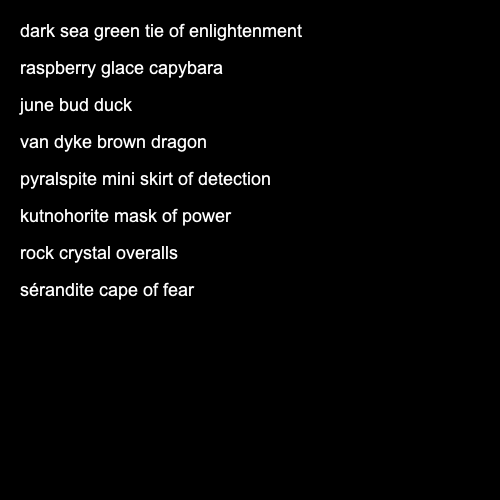 dark sea green tie of enlightenment
raspberry glace capybara
june bud duck
van dyke brown dragon
pyralspite mini skirt of detection
kutnohorite mask of power
rock crystal overalls
sérandite cape of fear